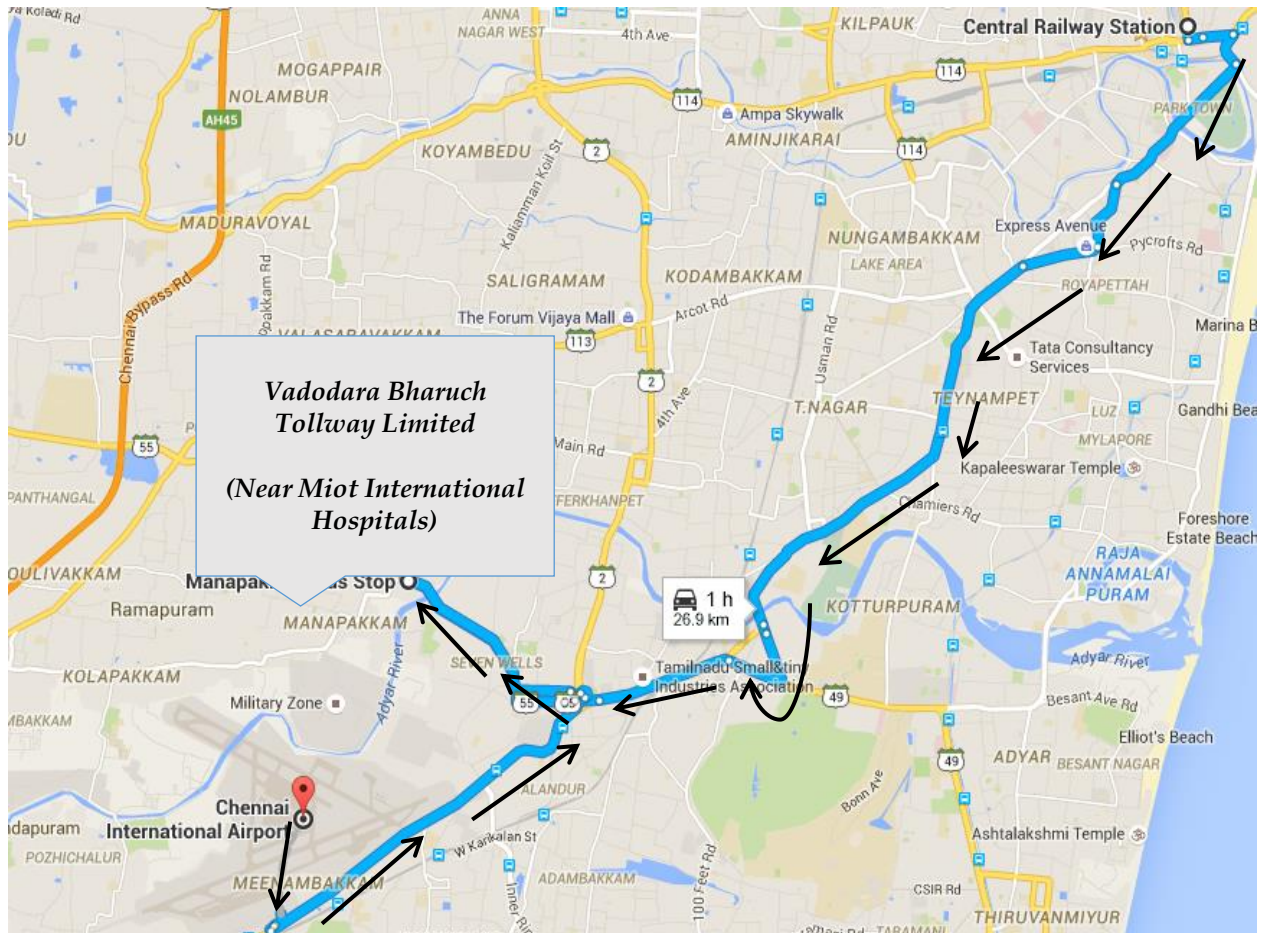 ya Koladi Rd
ANNA
NAGAR WEST
4th Ave
KILPAUK
Central Railway Station
MOGAPPAIR
NOLAMBUR
114
PARK TOWN
AH45
114
Ampa Skywalk
AMINJIKARAI
114
KOYAMBEDU
2
Kaliamman Koil St
MADURAVOYAL
NUNGAMBAKKAM
LAKE AREA
Express Avenue
Pycrofts Rd
ROYAPETTAH
SALIGRAMAM
KODAMBAKKAM
Arcot Rd
The Forum Vijaya Mall
Chennai Bypass Rd
VALASARAVAKKAM
113
Usman Rd
Marina B
Tata Consultancy
Services
2
4th Ave
T.NAGAR
TEYNAMPET
LUZ
Gandhi Bea
MYLAPORE
Vadodara Bharuch
Tollway Limited
(Near Miot International
Hospitals)
55
Main Rd
Kapaleeswarar Temple
PANTHANGAL
Chamiers Rd
Foreshore
Estate Beach
RAJA
ANNAMALAI
PURAM
Ramapuram
MANAPAKKAM
2
1 h
26.9 km
KOTTURPURAM
SEVEN WELLS
KOLAPAKKAM
Adyar River
Adyar River
Tamilnadu Small&tiny
Industries Association
Military Zone
55
49
Besant Ave Rd
Elliot's Beach
ADYAR
BESANT NAGAR
49
ALANDUR
Bonn Ave
Chennai
International Airport
W Karikalan St
Ashtalakshmi Temple
POZHICHALUR
MEENAMBAKKAM
ADAMBAKKAM
100 Feet Rd
CSIR Rd
THIRUVANMIYUR
TARAMANI